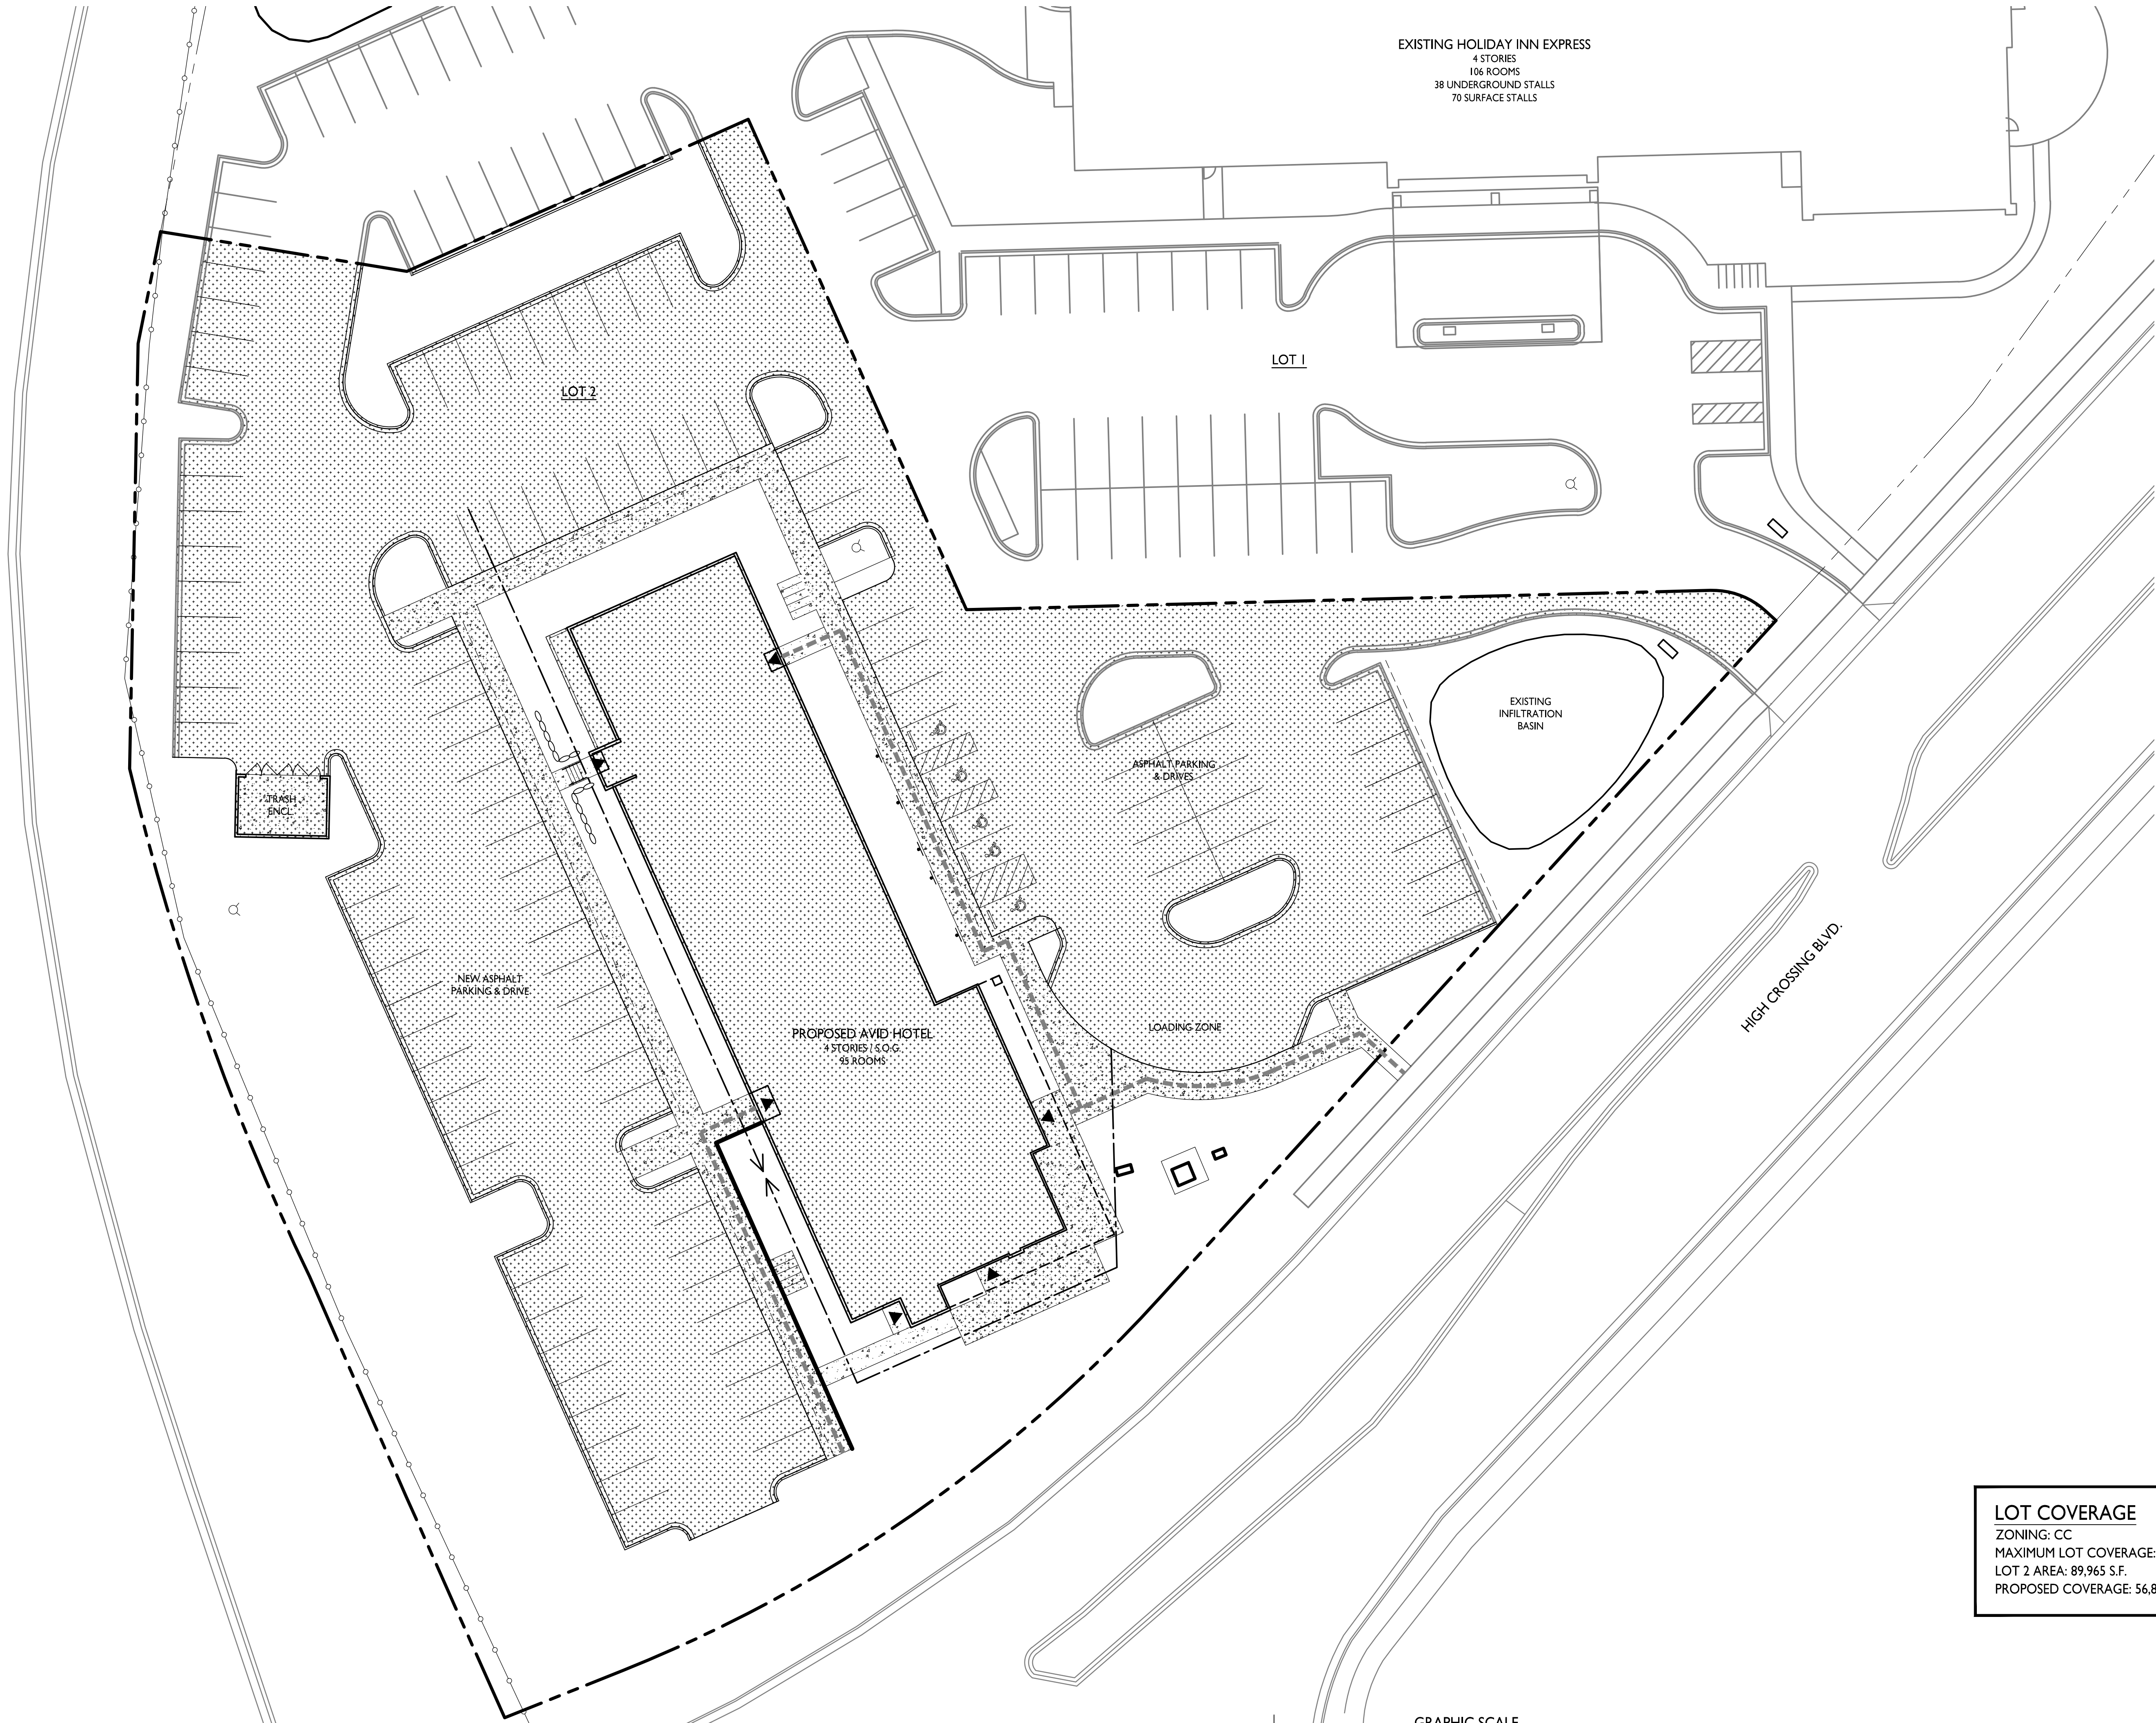 EXISTING HOLIDAY INN EXPRESS
4 STORIES
106 ROOMS
38 UNDERGROUND STALLS
70 SURFACE STALLS
LOT 1
LOT 2
EXISTING
INFILTRATION
BASIN
ASPHALT PARKING
& DRIVES
TRASH
ENCL.
HIGH CROSSING BLVD.
NEW ASPHALT
PARKING & DRIVE
LOADING ZONE
PROPOSED AVID HOTEL
4 STORIES / S.O.G.
95 ROOMS
LOT COVERAGE
ZONING: CC
MAXIMUM LOT COVERAGE:
LOT 2 AREA: 89,965 S.F.
PROPOSED COVERAGE: 56,8
GRAPHIC SCALE